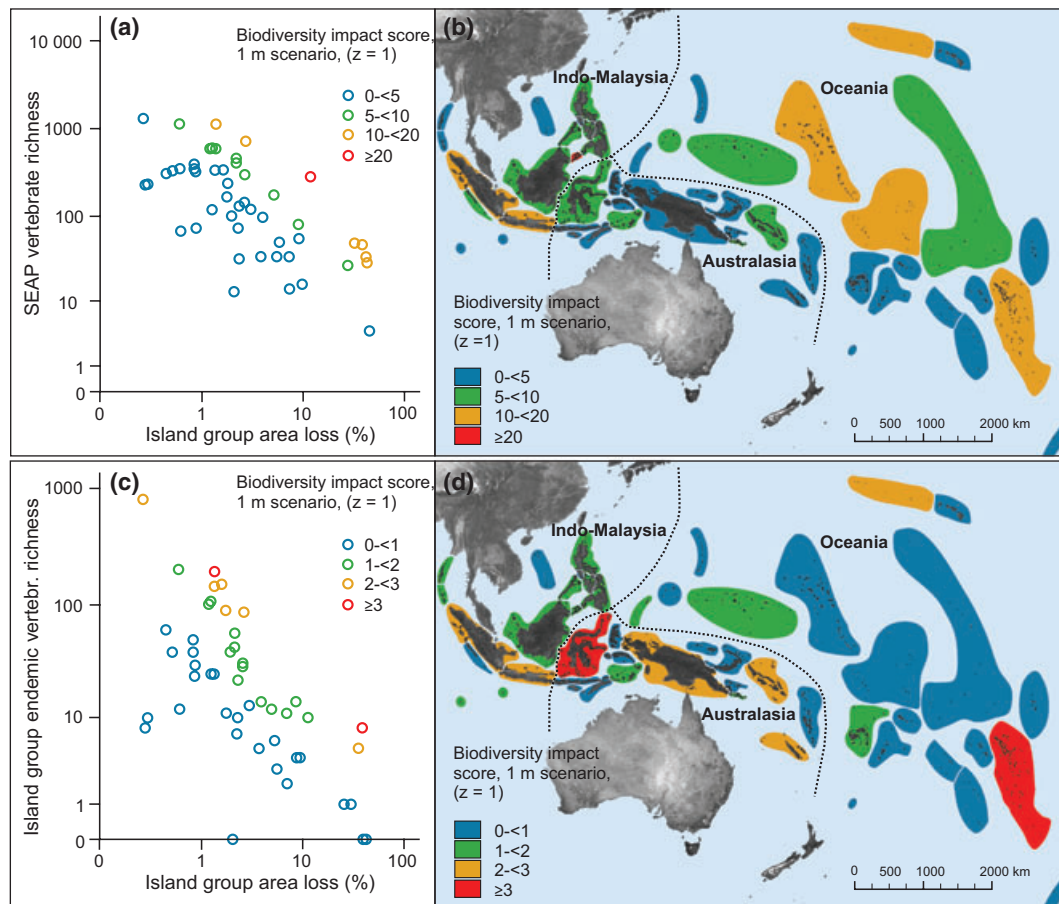 (a)
Biodiversity impact score,
1 m scenario, (z = 1)
0-<5
5-<10
10-<20
≥20
10 000
1000
100
10
1
0
SEAP vertebrate richness
0
1
10
100
Island group area loss (%)
(b)
Indo-Malaysia
Oceania
Australasia
Biodiversity impact
score, 1 m scenario,
(z =1)
0-<5
5-<10
10-<20
≥20
0 500 1000 2000 km
(c)
Biodiversity impact score,
1 m scenario, (z = 1)
0-<1
1-<2
2-<3
≥3
1000
100
10
1
0
Island group endemic vertebr. richness
0
1
10
100
Island group area loss (%)
(d)
Indo-Malaysia
Oceania
Australasia
Biodiversity impact
score, 1 m scenario,
(z = 1)
0-<1
1-<2
2-<3
≥3
0 500 1000 2000 km